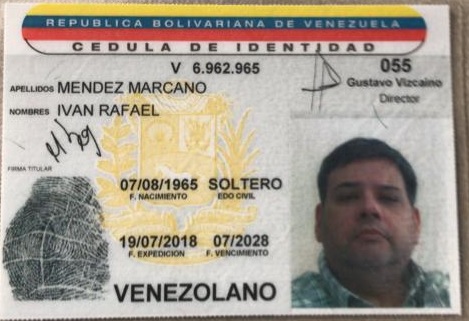 REPUBLICA BOLIVARIANA DE VENEZUELA
CEDULA DE IDENTIDAD
V 6.962.965
055
Gustavo Vizcaino
Director
APELLIDOS MENDEZ MARCANO
NOMBRES IVAN RAFAEL
FIRMA TITULAR
07/08/1965 SOLTERO
F. NACIMIENTO EDO CIVIL
19/07/2018 07/2028
F. EXPEDICION F. VENCIMIENTO
VENEZOLANO